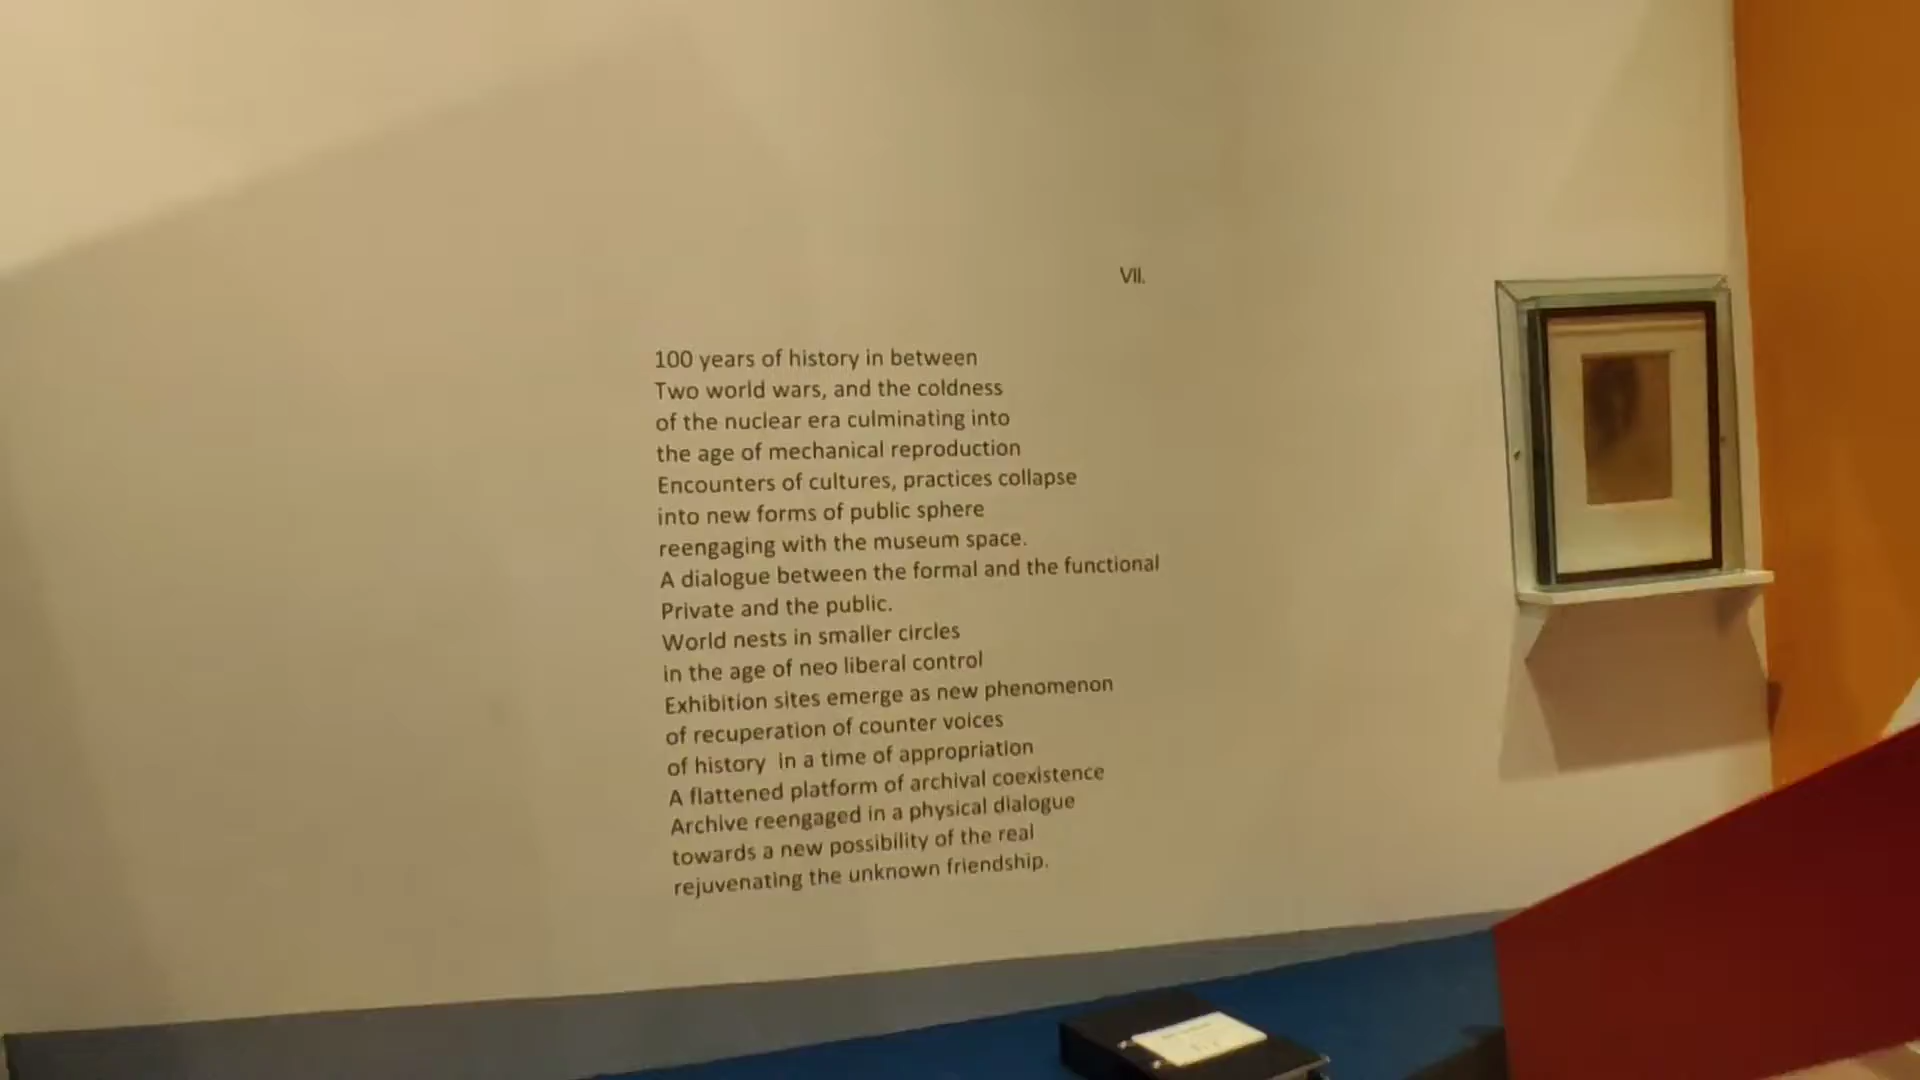 VII.
100 years of history in between
Two world wars, and the coldness
of the nuclear era culminating into
the age of mechanical reproduction
Encounters of cultures, practices collapse
into new forms of public sphere
reengaging with the museum space.
A dialogue between the formal and the functional
Private and the public.
World nests in smaller circles
in the age of neo liberal control
Exhibition sites emerge as new phenomenon
of recuperation of counter voices
of history  in a time of appropriation
A flattened platform of archival coexistence
Archive reengaged in a physical dialogue
towards a new possibility of the real
rejuvenating the unknown friendship.